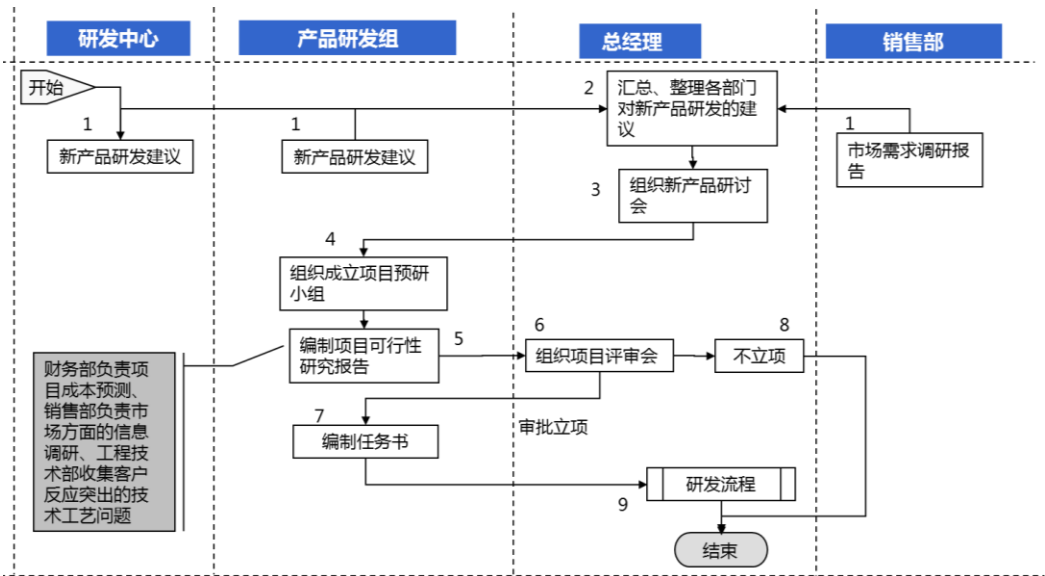 研发中心
产品研发组
总经理
销售部
开始
1
新产品研发建议
1
新产品研发建议
2
汇总、整理各部门
对新产品研发的建
议
1
市场需求调研报
告
3
组织新产品研讨
会
4
组织成立项目预研
小组
编制项目可行性
研究报告
5
6
组织项目评审会
8
不立项
财务部负责项
目成本预测、
销售部负责市
场方面的信息
调研、工程技
术部收集客户
反应突出的技
术工艺问题
7
编制任务书
审批立项
研发流程
9
结束